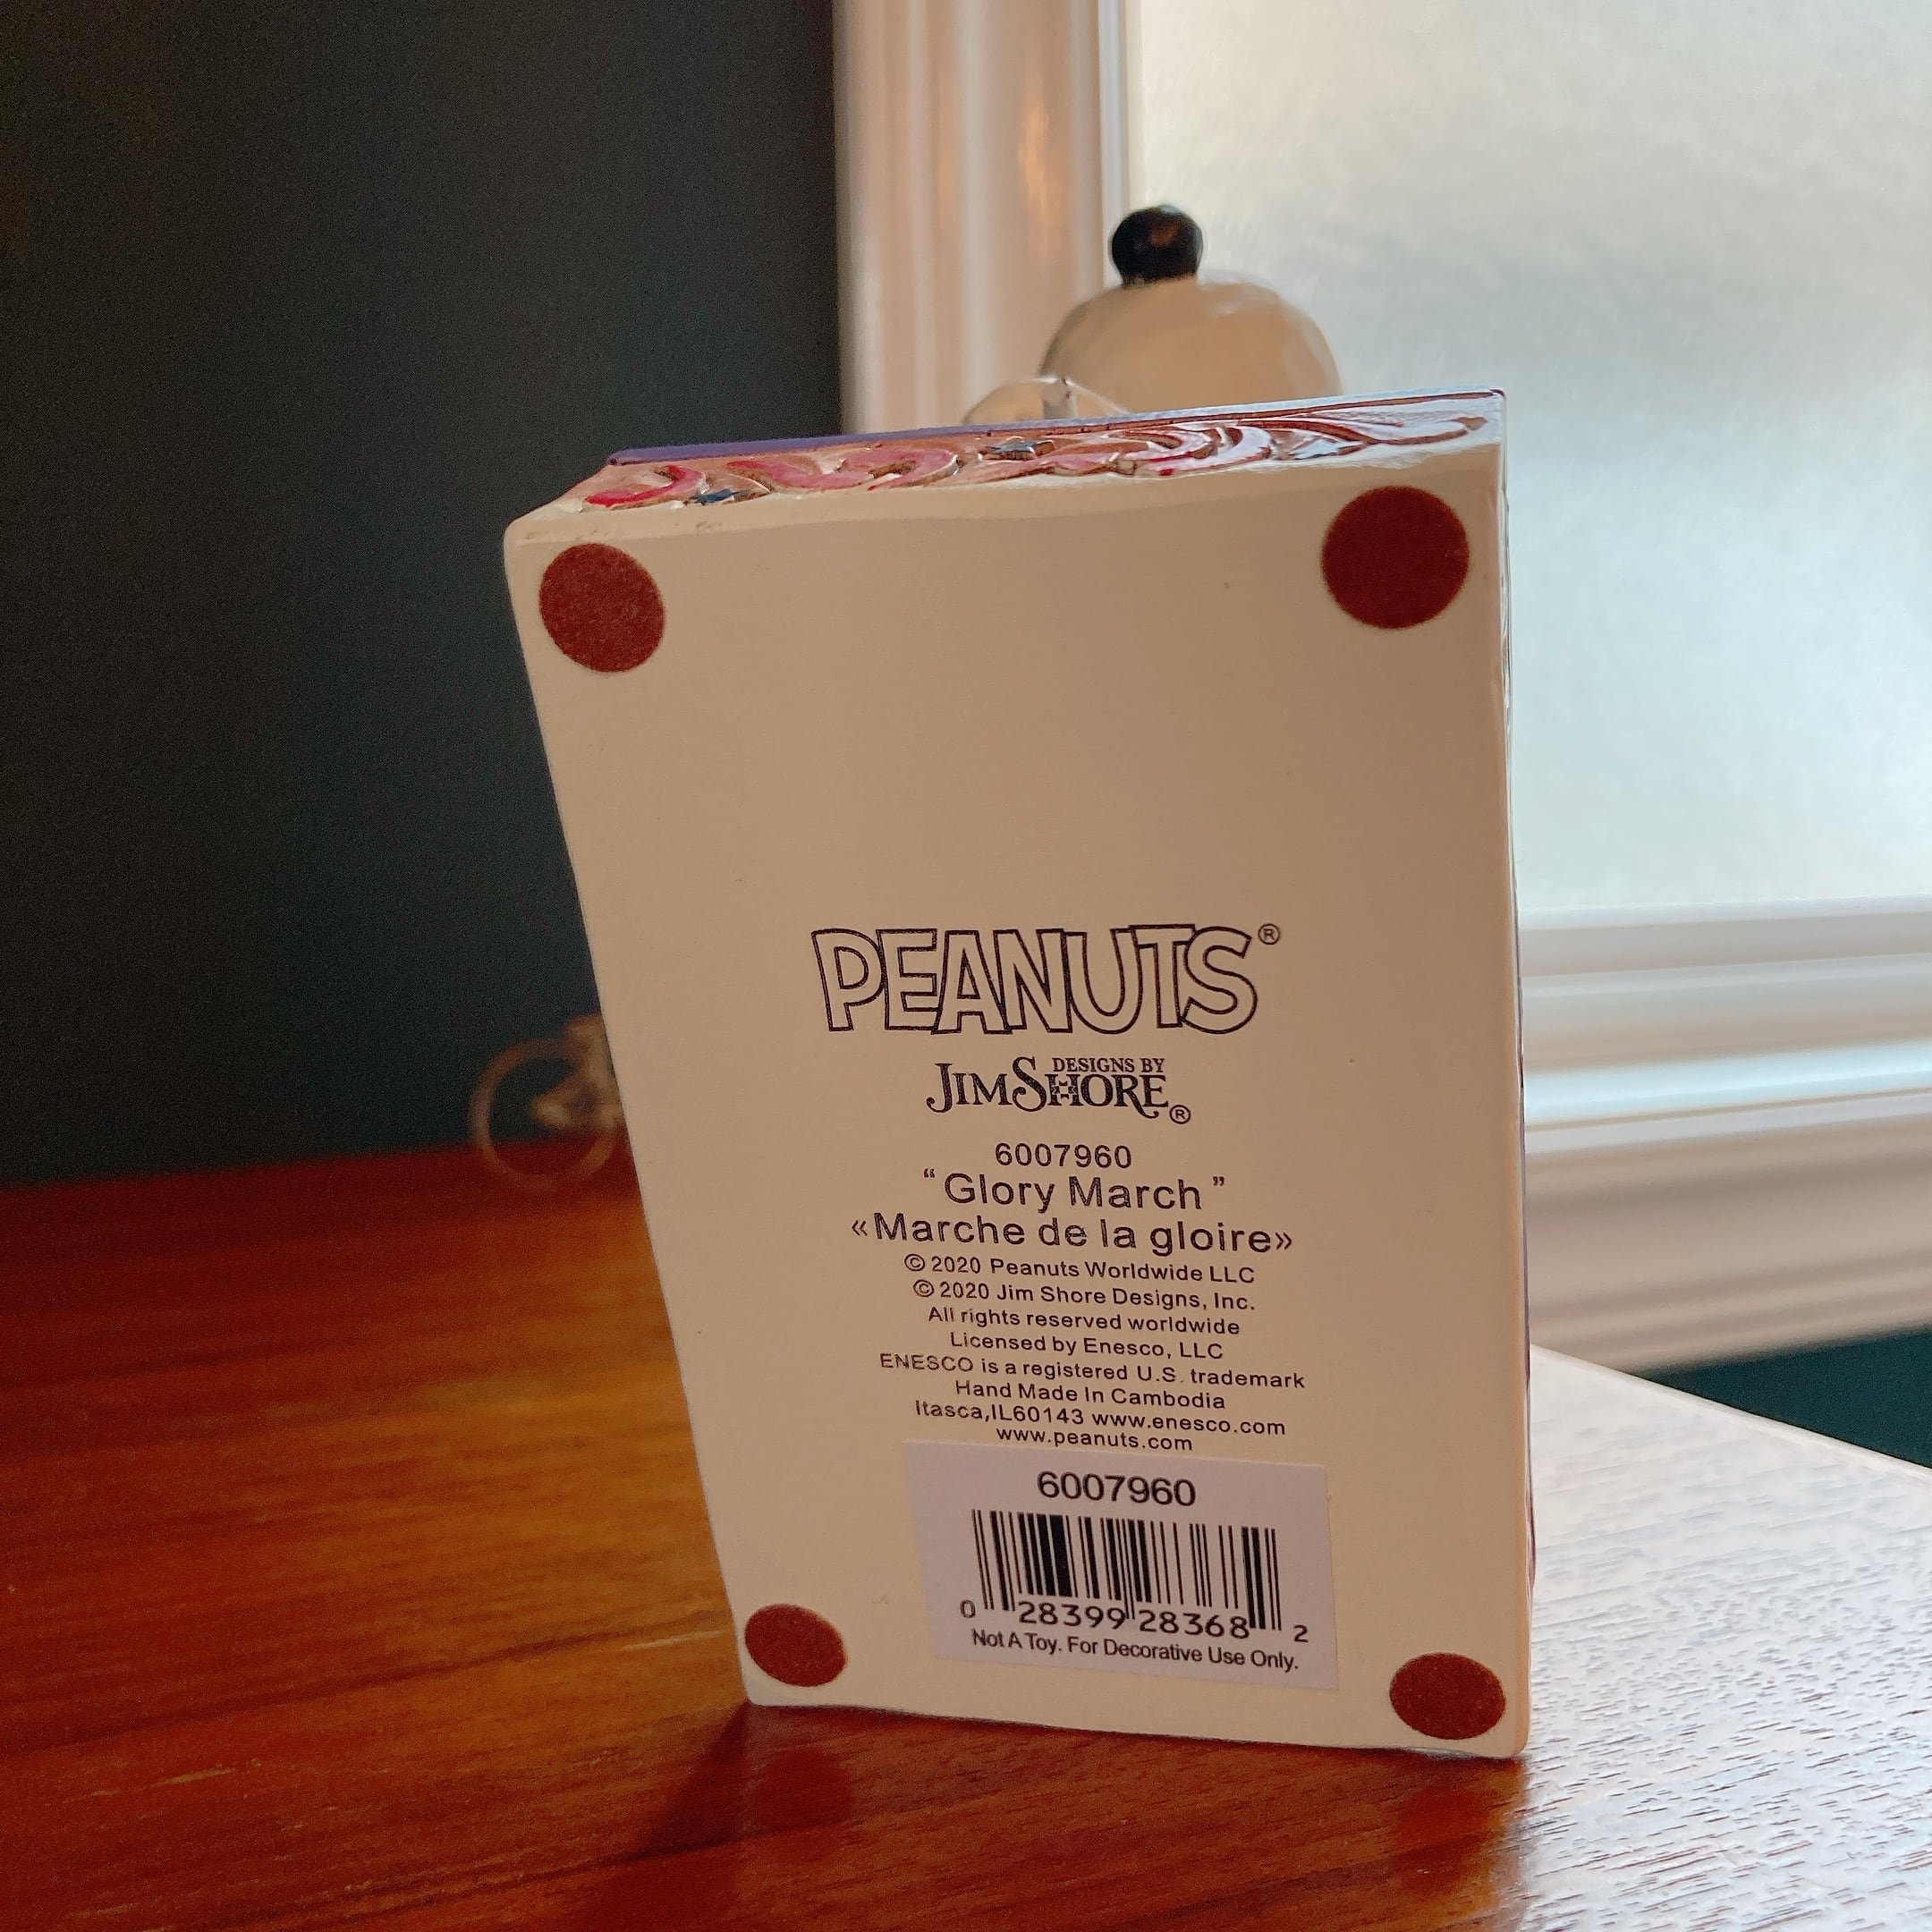 PEANUTS®
DESIGNS BY
JIM SHORE®
6007960
“Glory March”
«Marche de la gloire»
© 2020 Peanuts Worldwide LLC
© 2020 Jim Shore Designs, Inc.
All rights reserved worldwide
Licensed by Enesco, LLC
ENESCO is a registered U.S. trademark
Hand Made In Cambodia
Itasca,IL60143 www.enesco.com
www.peanuts.com
6007960
0 28399 28368 2
Not A Toy. For Decorative Use Only.